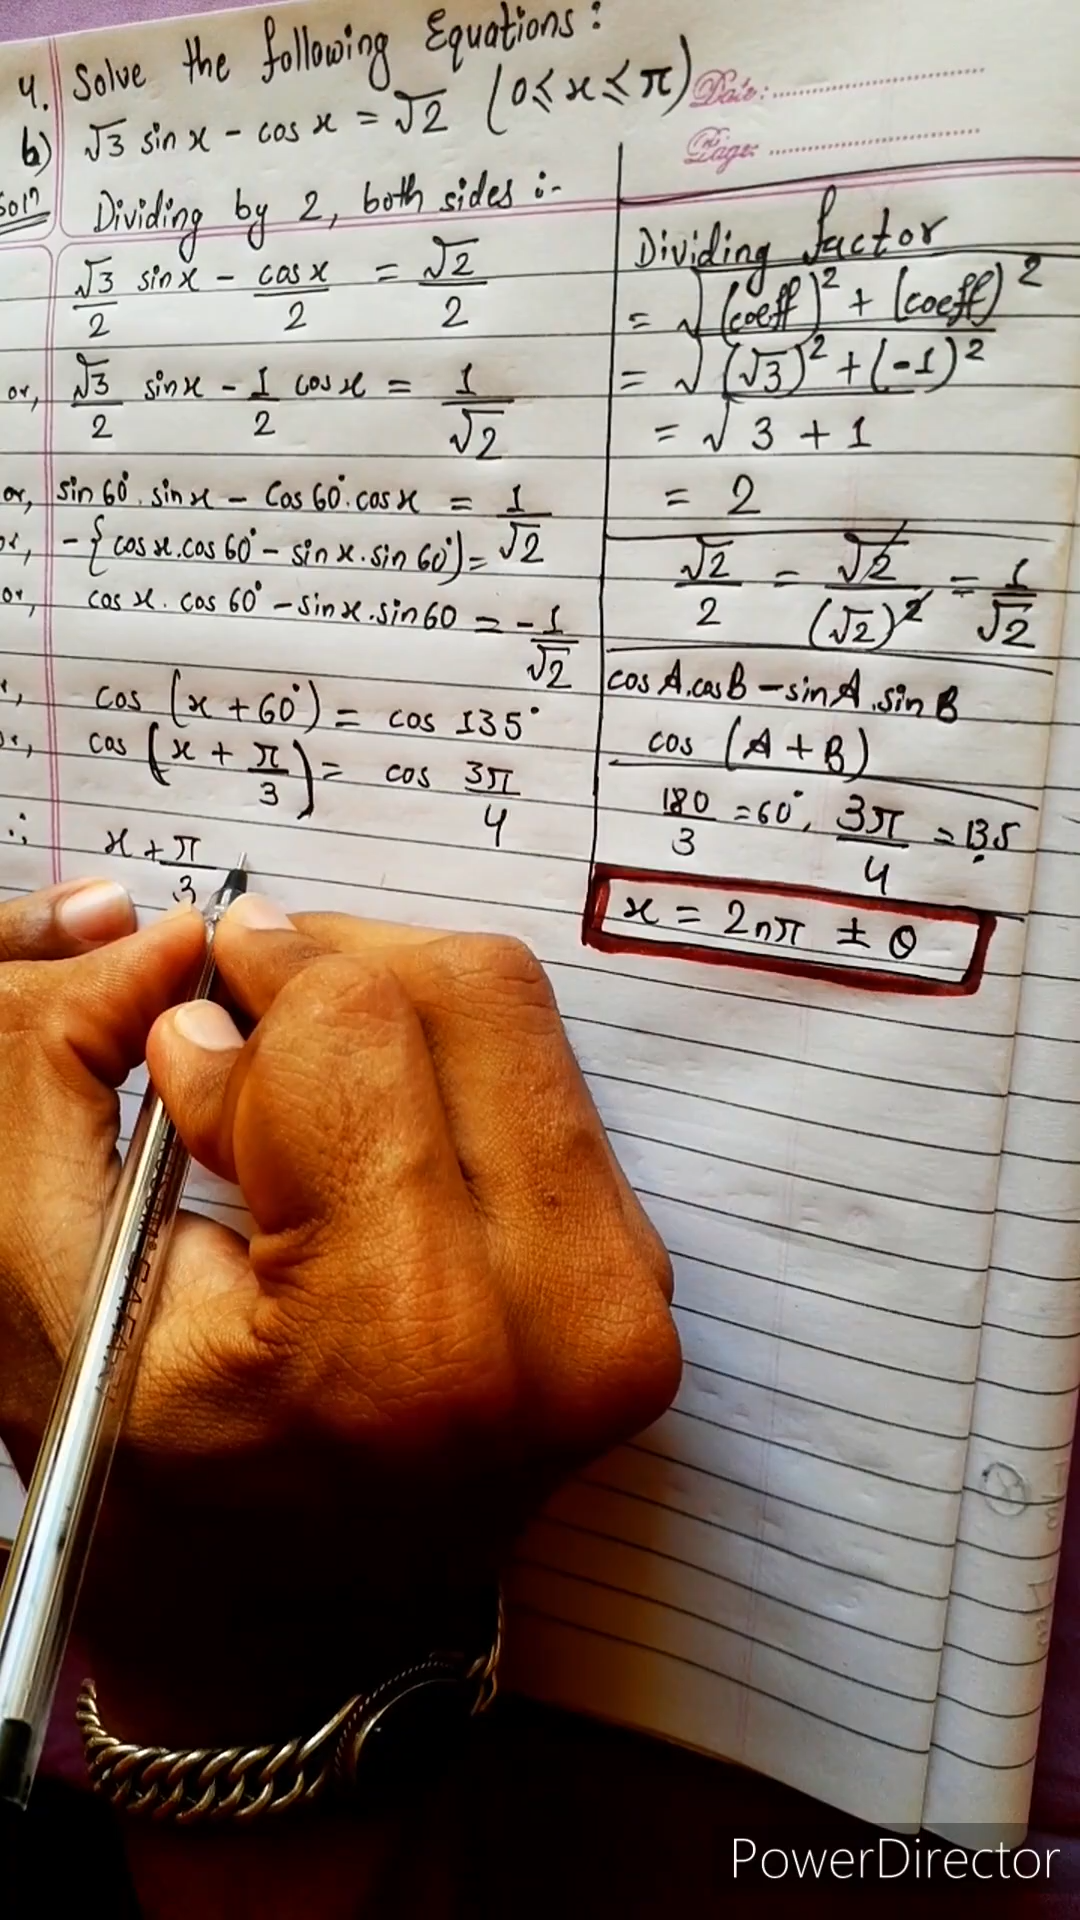 4. Solve the following Equations:
b) √3 sin x - cos x = √2 (0 ≤ x ≤ π)
Date:
Page:
Soln Dividing by 2, both sides :-
√3/2 sin x - cos x/2 = √2/2
or, √3/2 sin x - 1/2 cos x = 1/√2
or, sin 60°. sin x - Cos 60°. cos x = 1/√2
or, -{cos x. cos 60° - sin x. sin 60°) = 1/√2
or, cos x. cos 60° - sin x. sin 60 = -1/√2
cos (x + 60°) = cos 135°
or, cos (x + π/3) = cos 3π/4
∴ x + π/3
Dividing factor
= √(coeff)² + (coeff)²
= √(√3)² + (-1)²
= √3 + 1
= 2
√2/2 = √2/(√2)² = 1/√2
cos A. cos B - sin A. sin B
cos (A + B)
180/3 = 60°, 3π/4 = 135
x = 2nπ ± θ
PowerDirector